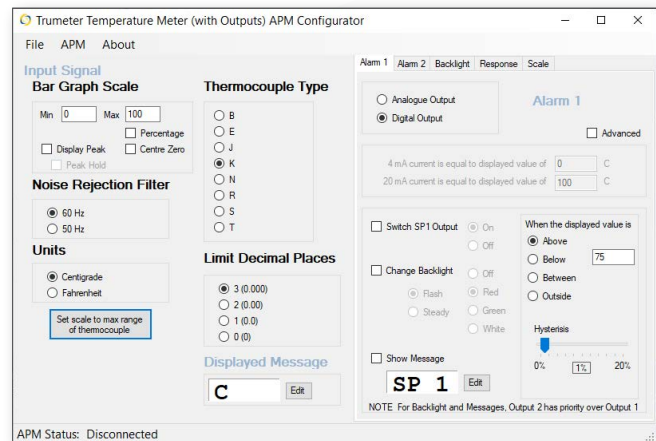 Trumeter Temperature Meter (with Outputs) APM Configurator
File APM About
Input Signal
Bar Graph Scale
Min 0 Max 100
Percentage
Display Peak Centre Zero
Peak Hold
Noise Rejection Filter
60 Hz
50 Hz
Units
Centigrade
Fahrenheit
Set scale to max range
of thermocouple
Thermocouple Type
B
E
J
K
N
R
S
T
Limit Decimal Places
3 (0.000)
2 (0.00)
1 (0.0)
0 (0)
Displayed Message
C Edit
Alarm 1 Alarm 2 Backlight Response Scale
Analogue Output
Digital Output
Alarm 1
Advanced
4 mA current is equal to displayed value of 0 C
20 mA current is equal to displayed value of 100 C
Switch SP1 Output On
Off
Change Backlight Off
Flash Red
Steady Green
White
Show Message
SP 1 Edit
When the displayed value is
Above
Below 75
Between
Outside
Hysterisis
0% 1% 20%
NOTE For Backlight and Messages, Output 2 has priority over Output 1
APM Status: Disconnected